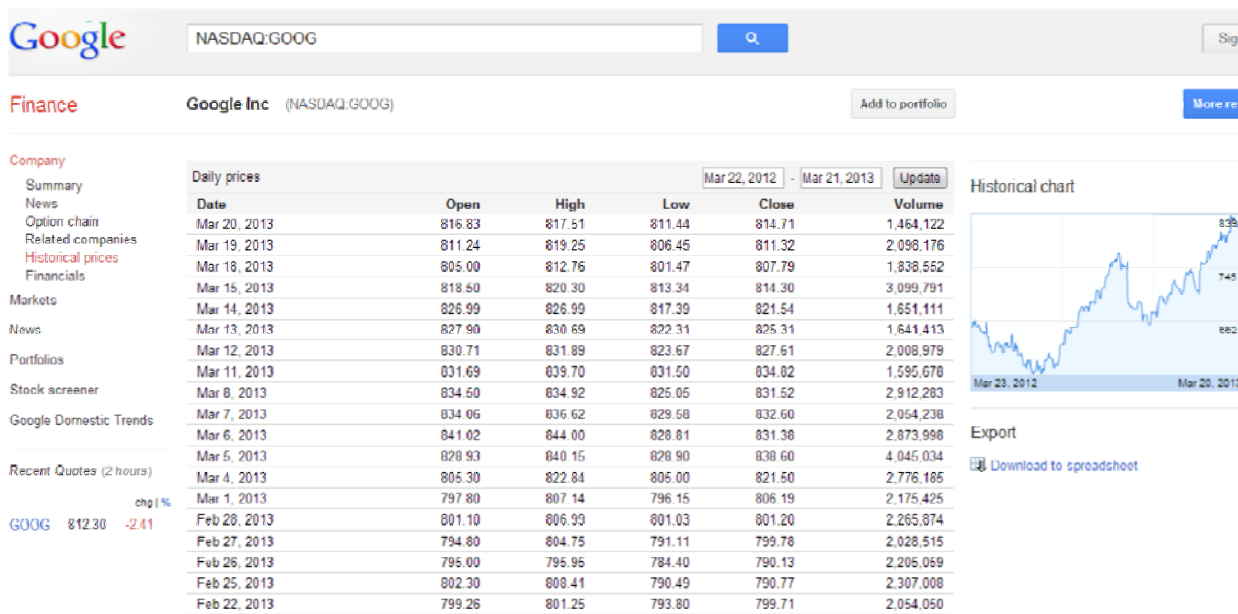 Google NASDAQ:GOOG Sig
Finance Google Inc (NASDAQ:GOOG) Add to portfolio More re
Company
Summary
News
Option chain
Related companies
Historical prices
Financials
Markets
News
Portfolios
Stock screener
Google Domestic Trends
Recent Quotes (2 hours)
chg | %
GOOG 812.30 -2.41
Daily prices Mar 22, 2012 - Mar 21, 2013 Update
Date Open High Low Close Volume
Mar 20, 2013 816.83 817.51 811.44 814.71 1,464,122
Mar 19, 2013 811.24 819.25 806.45 811.32 2,098,176
Mar 18, 2013 805.00 812.76 801.47 807.79 1,838,552
Mar 15, 2013 818.50 820.30 813.34 814.30 3,099,791
Mar 14, 2013 826.99 826.99 817.39 821.54 1,651,111
Mar 13, 2013 827.90 830.69 822.31 825.31 1,641,413
Mar 12, 2013 830.71 831.89 823.67 827.61 2,008,979
Mar 11, 2013 831.69 839.70 831.50 834.82 1,595,678
Mar 8, 2013 834.50 834.92 825.05 831.52 2,912,283
Mar 7, 2013 834.06 836.62 829.58 832.60 2,054,238
Mar 6, 2013 841.02 844.00 828.81 831.38 2,873,998
Mar 5, 2013 828.93 840.15 828.90 838.60 4,045,034
Mar 4, 2013 805.30 822.84 805.00 821.50 2,776,185
Mar 1, 2013 797.80 807.14 796.15 806.19 2,175,425
Feb 28, 2013 801.10 806.99 801.03 801.20 2,265,874
Feb 27, 2013 794.80 804.75 791.11 799.78 2,028,515
Feb 26, 2013 795.00 795.95 784.40 790.13 2,205,059
Feb 25, 2013 802.30 808.41 790.49 790.77 2,307,008
Feb 22, 2013 799.26 801.25 793.80 799.71 2,054,050
Historical chart
839
745
662
Mar 23, 2012 Mar 20, 2013
Export
Download to spreadsheet